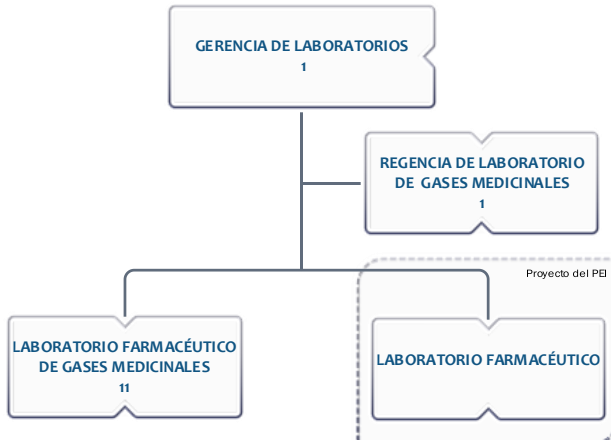 GERENCIA DE LABORATORIOS
1
REGENCIA DE LABORATORIO
DE GASES MEDICINALES
1
Proyecto del PEI
LABORATORIO FARMACÉUTICO
DE GASES MEDICINALES
11
LABORATORIO FARMACÉUTICO